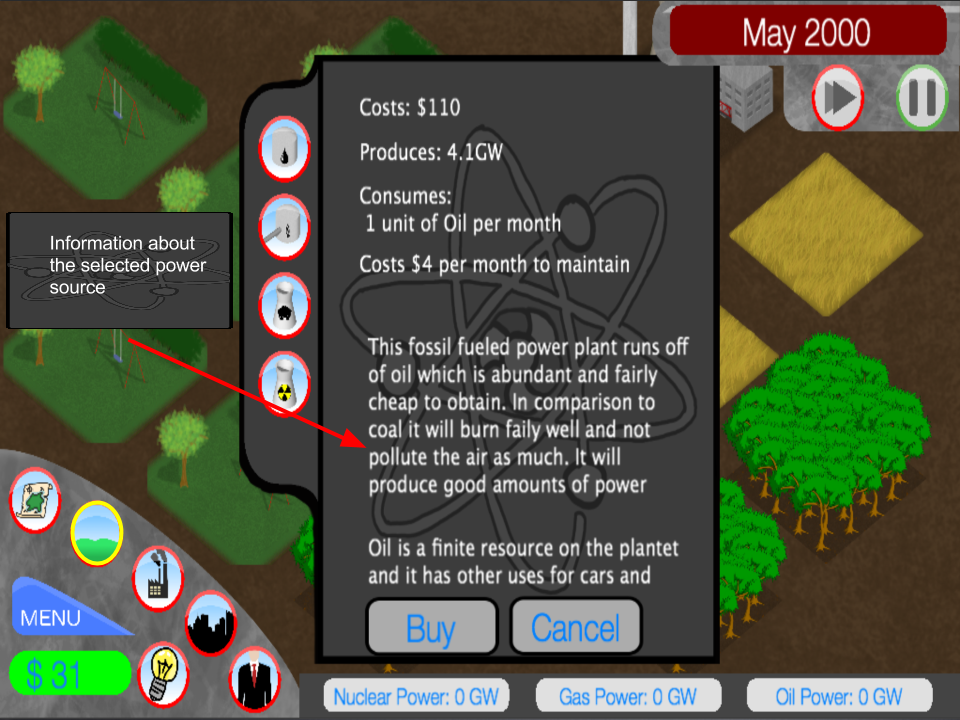 May 2000
Costs: $110
Produces: 4.1GW
Consumes:
1 unit of Oil per month
Costs $4 per month to maintain
Information about
the selected power
source
This fossil fueled power plant runs off
of oil which is abundant and fairly
cheap to obtain. In comparison to
coal it will burn faily well and not
pollute the air as much. It will
produce good amounts of power
Oil is a finite resource on the plantet
and it has other uses for cars and
Buy
Cancel
MENU
$ 31
Nuclear Power: 0 GW
Gas Power: 0 GW
Oil Power: 0 GW